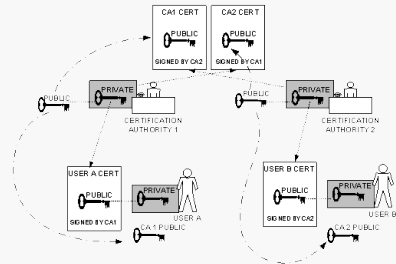 CA1 CERT CA2 CERT
PUBLIC PUBLIC
SIGNED BY CA2 SIGNED BY CA1
PUBLIC PRIVATE PUBLIC PRIVATE
CERTIFICATION AUTHORITY 1
CERTIFICATION AUTHORITY 2
USER A CERT
PUBLIC
SIGNED BY CA1
PRIVATE
USER A
CA1 PUBLIC
USER B CERT
PUBLIC
SIGNED BY CA2
PRIVATE
USER B
CA2 PUBLIC